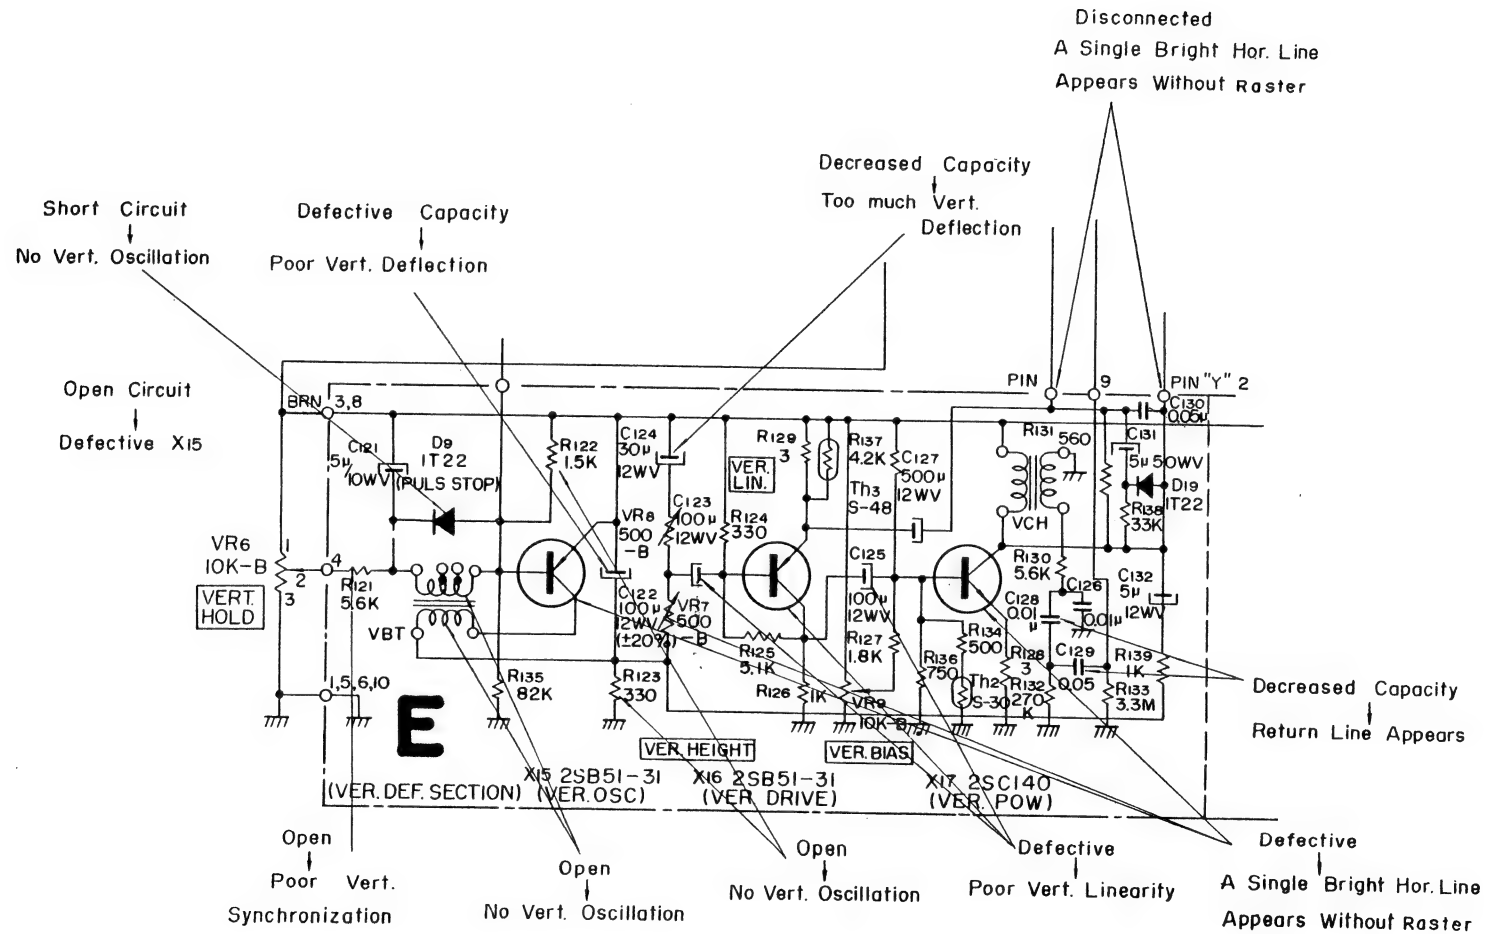 Disconnected
A Single Bright Hor. Line
Appears Without Raster
Decreased Capacity
Too much Vert.
Deflection
Short Circuit
No Vert. Oscillation
Defective Capacity
Poor Vert. Deflection
Open Circuit
Defective X15
BRN 3,8
PIN
9
PIN "Y" 2
C121
5μ/10WV
D9
1T22
(PULS STOP)
R122
1.5K
C124
30μ
12WV
VER.
LIN.
R129
3
R137
4.2K
C127
500μ
12WV
Th3
S-48
R131
560
C130
0.05μ
C131
5μ 50WV
D19
1T22
R138
33K
VCH
VR6
10K-B
1
2
3
4
VERT.
HOLD
R121
5.6K
VBT
VR8
500
-B
C123
100μ
12WV
R124
330
C122
100μ
12WV
(±20%)
VR7
500
-B
C125
100μ
12WV
R127
1.8K
R125
5.1K
R126
1K
R130
5.6K
C126
0.01μ
C128
0.01
μ
C132
5μ
12WV
R134
500
R128
3
R136
750
Th2
S-30
R132
270
K
C129
0.05
R139
1K
R133
3.3M
1,5,6,10
R135
82K
R123
330
VR9
10K-B
E
VER. HEIGHT
VER. BIAS
(VER. DEF. SECTION)
X15 2SB51-31
(VER. OSC)
X16 2SB51-31
(VER. DRIVE)
X17 2SC140
(VER. POW)
Decreased Capacity
Return Line Appears
Open
Poor Vert.
Synchronization
Open
No Vert. Oscillation
Open
No Vert. Oscillation
Defective
Poor Vert. Linearity
Defective
A Single Bright Hor. Line
Appears Without Raster